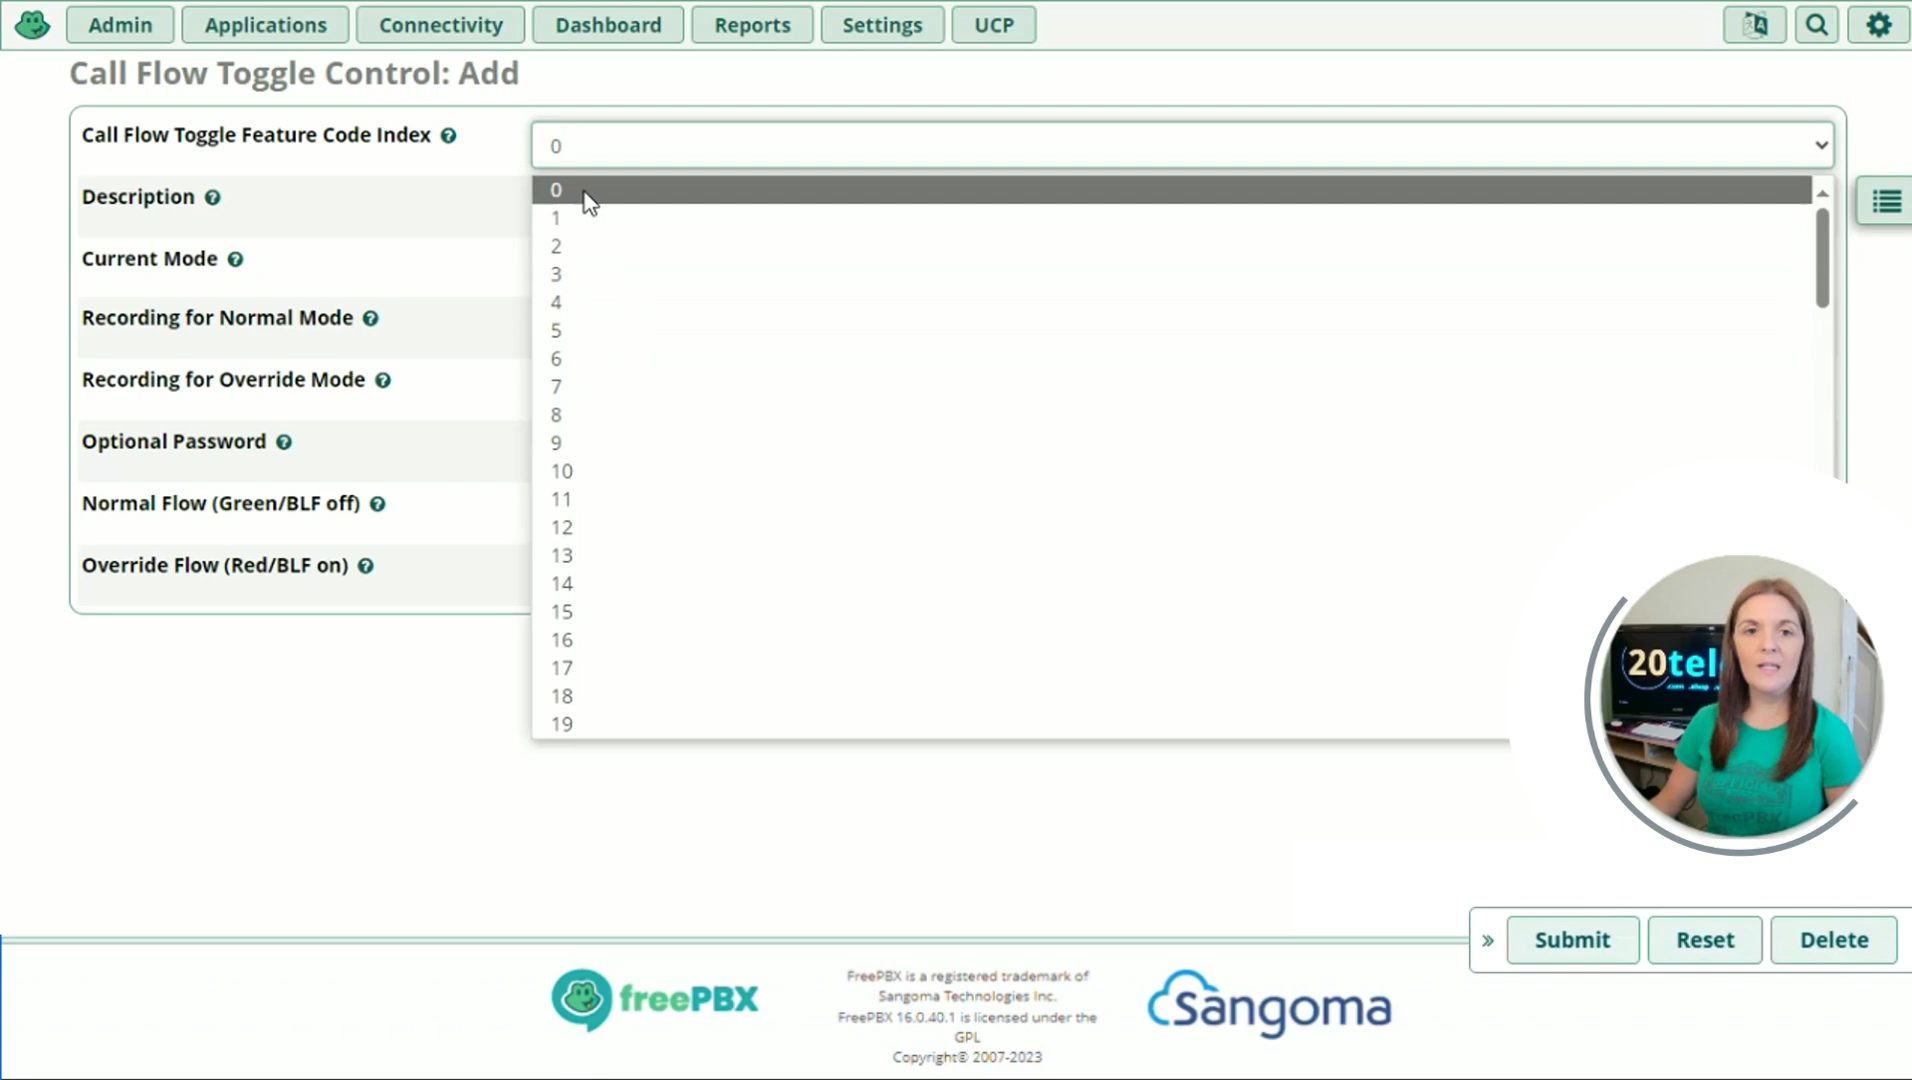 Admin
Applications
Connectivity
Dashboard
Reports
Settings
UCP
Call Flow Toggle Control: Add
Call Flow Toggle Feature Code Index
0
Description
Current Mode
Recording for Normal Mode
Recording for Override Mode
Optional Password
Normal Flow (Green/BLF off)
Override Flow (Red/BLF on)
0
1
2
3
4
5
6
7
8
9
10
11
12
13
14
15
16
17
18
19
20tel
FreePBX
» Submit Reset Delete
freePBX
FreePBX is a registered trademark of
Sangoma Technologies Inc.
FreePBX 16.0.40.1 is licensed under the
GPL
Copyright© 2007-2023
Sangoma